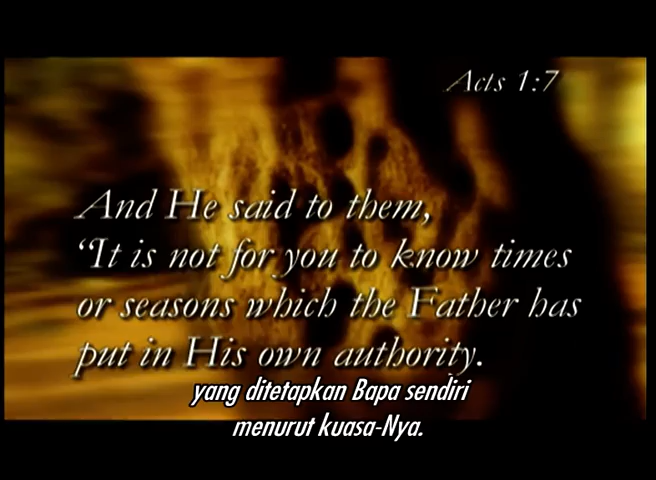 Acts 1:7
And He said to them,
“It is not for you to know times
or seasons which the Father has
put in His own authority.
yang ditetapkan Bapa sendiri
menurut kuasa-Nya.